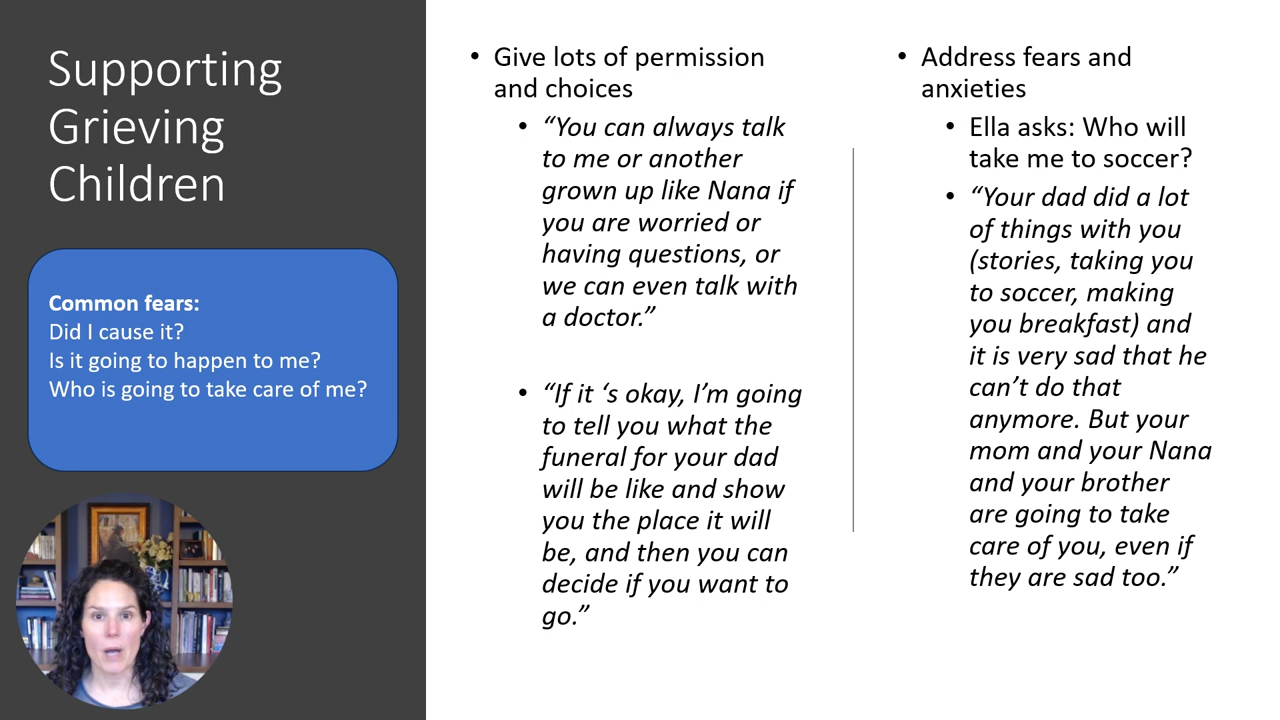 Supporting
Grieving
Children
Common fears:
Did I cause it?
Is it going to happen to me?
Who is going to take care of me?
• Give lots of permission
and choices
• “You can always talk
to me or another
grown up like Nana if
you are worried or
having questions, or
we can even talk with
a doctor.”
• “If it ‘s okay, I’m going
to tell you what the
funeral for your dad
will be like and show
you the place it will
be, and then you can
decide if you want to
go.”
• Address fears and
anxieties
• Ella asks: Who will
take me to soccer?
• “Your dad did a lot
of things with you
(stories, taking you
to soccer, making
you breakfast) and
it is very sad that he
can’t do that
anymore. But your
mom and your Nana
and your brother
are going to take
care of you, even if
they are sad too.”